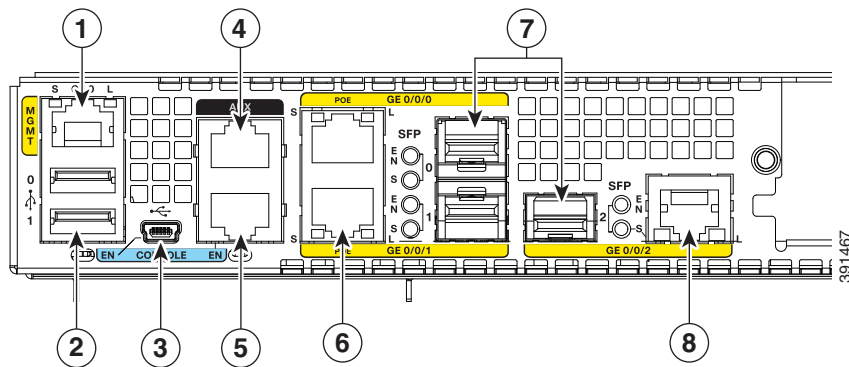 1
4
7
S
L
MGMT
AUX
POE GE 0/0/0
S
L
SFP
EN
S
0
EN
S
1
0
1
SFP
EN
S
2
S
L
EN CONSOLE EN
POE GE 0/0/1
GE 0/0/2
L
2
3
5
6
8
391467